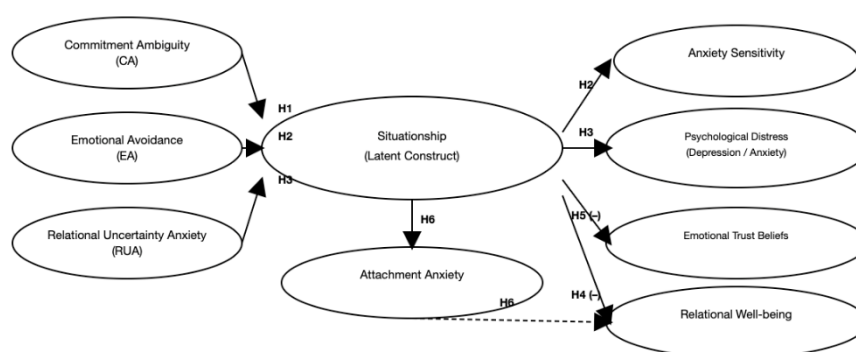 Commitment Ambiguity
(CA)
Emotional Avoidance
(EA)
Relational Uncertainty Anxiety
(RUA)
H1
H2
H3
Situationship
(Latent Construct)
H6
Attachment Anxiety
H6
H2
H3
H5 (–)
H4 (–)
Anxiety Sensitivity
Psychological Distress
(Depression / Anxiety)
Emotional Trust Beliefs
Relational Well-being